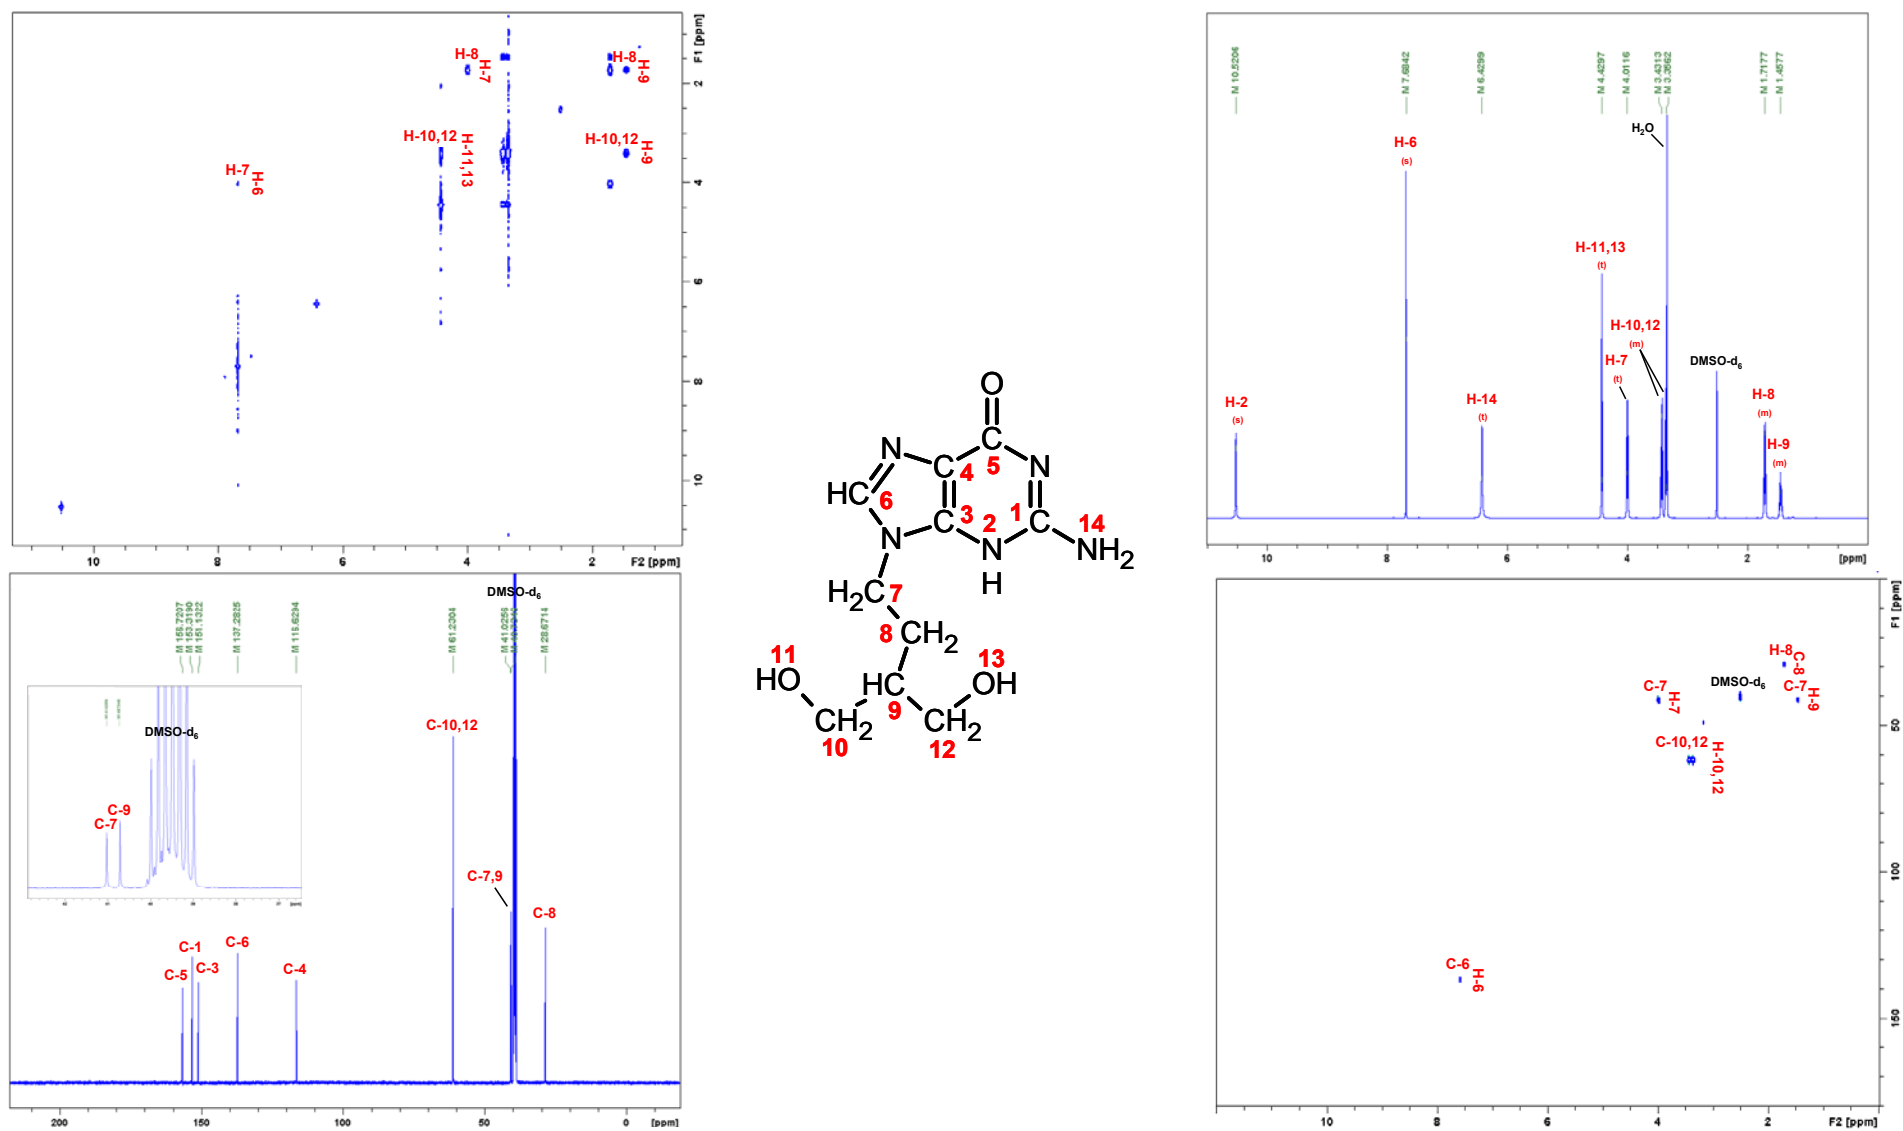 H-8
H-7
H-8
H-9
H-10,12
H-11,13
H-10,12
H-9
H-7
H-6
F1 [ppm]
2
4
6
8
10
10
8
6
4
2
F2 [ppm]
N 10.5206
N 7.6842
N 6.4299
N 4.4297
N 4.0116
N 3.4313
N 3.3562
N 1.7177
N 1.4577
H-6
(s)
H₂O
H-11,13
(t)
H-10,12
(m)
H-7
(t)
DMSO-d₆
H-2
(s)
H-14
(t)
H-8
(m)
H-9
(m)
10
8
6
4
2
[ppm]
O
C
5
N
C
4
N
HC
6
C
3
2
1
C
14
N
N
H
NH₂
H₂C
7
8
CH₂
11
HO
13
OH
HC
9
CH₂
10
CH₂
12
DMSO-d₆
M 153.3190
M 151.1322
M 137.2825
M 61.2304
M 41.0256
M 28.6714
DMSO-d₆
C-7
C-9
C-10,12
C-7,9
C-8
C-5
C-1
C-3
C-6
C-4
200
150
100
50
0
[ppm]
H-8
C-8
DMSO-d₆
C-7
H-9
C-7
H-7
C-10,12
H-10,12
C-6
H-6
F1 [ppm]
50
100
150
10
8
6
4
2
F2 [ppm]